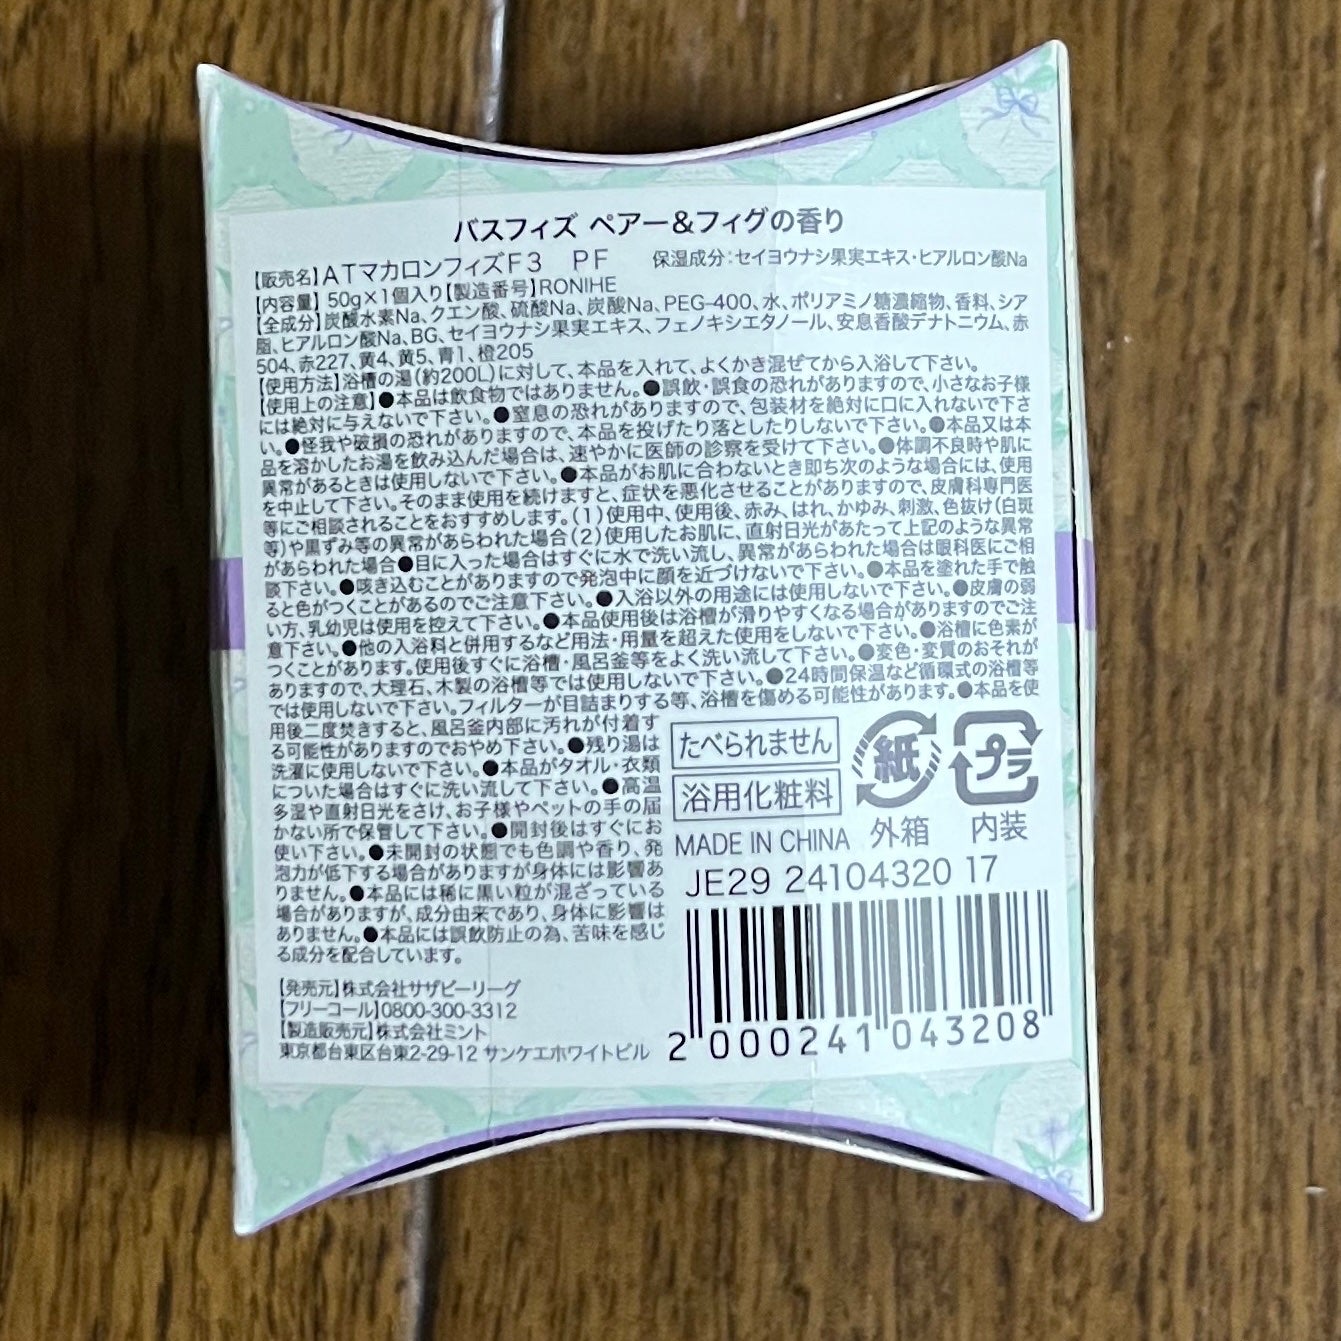 バスフィズ ペアー&フィグの香り
【販売名】ATマカロンフィズF3 PF 保湿成分:セイヨウナシ果実エキス・ヒアルロン酸Na
【内容量】50g×1個入り【製造番号】RONIHE
【全成分】炭酸水素Na、クエン酸、硫酸Na、炭酸Na、PEG-400、水、ポリアミノ糖濃縮物、香料、シア
脂、ヒアルロン酸Na、BG、セイヨウナシ果実エキス、フェノキシエタノール、安息香酸デナトニウム、赤
504、赤227、黄4、黄5、青1、橙205
【使用方法】浴槽の湯(約200L)に対して、本品を入れて、よくかき混ぜてから入浴して下さい。
【使用上の注意】●本品は飲食物ではありません。●誤飲・誤食の恐れがありますので、小さなお子様
には絶対に与えないで下さい。●窒息の恐れがありますので、包装材を絶対に口に入れないで下さ
い。●怪我や破損の恐れがありますので、本品を投げたり落としたりしないで下さい。●本品又は本
品を溶かしたお湯を飲み込んだ場合は、速やかに医師の診察を受けて下さい。●体調不良時や肌に
異常があるときは使用しないで下さい。●本品がお肌に合わないとき即ち次のような場合には、使用
を中止して下さい。そのまま使用を続けますと、症状を悪化させることがありますので、皮膚科専門医
等にご相談されることをおすすめします。(1)使用中、使用後、赤み、はれ、かゆみ、刺激、色抜け(白斑
等)や黒ずみ等の異常があらわれた場合(2)使用したお肌に、直射日光があたって上記のような異常
があらわれた場合●目に入った場合はすぐに水で洗い流し、異常があらわれた場合は眼科医にご相
談下さい。●咳き込むことがありますので発泡中に顔を近づけないで下さい。●本品を塗れた手で触
ると色がつくことがあるのでご注意下さい。●入浴以外の用途には使用しないで下さい。●皮膚の弱
い方、乳幼児は使用を控えて下さい。●本品使用後は浴槽が滑りやすくなる場合がありますのでご注
意下さい。●他の入浴料と併用するなど用法・用量を超えた使用をしないで下さい。●浴槽に色素が
つくことがあります。使用後すぐに浴槽・風呂釜等をよく洗い流して下さい。●変色・変質のおそれが
ありますので、大理石、木製の浴槽等では使用しないで下さい。●24時間保温など循環式の浴槽等
では使用しないで下さい。フィルターが目詰まりする等、浴槽を傷める可能性があります。●本品を使
用後二度焚きすると、風呂釜内部に汚れが付着す
る可能性がありますのでおやめ下さい。●残り湯は
洗濯に使用しないで下さい。●本品がタオル・衣類
についた場合はすぐに洗い流して下さい。●高温
多湿や直射日光をさけ、お子様やペットの手の届
かない所で保管して下さい。●開封後はすぐにお
使い下さい。●未開封の状態でも色調や香り、発
泡力が低下する場合がありますが身体には影響あ
りません。●本品には稀に黒い粒が混ざっている
場合がありますが、成分由来であり、身体に影響は
ありません。●本品には誤飲防止の為、苦味を感じ
る成分を配合しています。
たべられません
浴用化粧料
紙
プラ
MADE IN CHINA 外箱 内装
JE29 24104320 17
2 000241 043208
【発売元】株式会社サザビーリーグ
【フリーコール】0800-300-3312
【製造販売元】株式会社ミント
東京都台東区台東2-29-12 サンケエホワイトビル